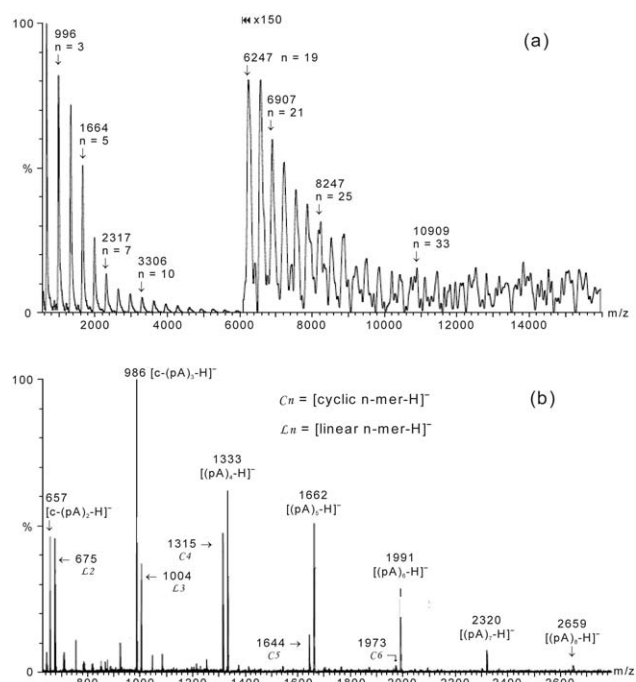 100
⏮ x150
(a)
996
n = 3
6247 n = 19
6907
n = 21
1664
n = 5
%
8247
n = 25
10909
n = 33
2317
n = 7
3306
n = 10
0
2000 4000 6000 8000 10000 12000 14000 m/z
986 [c-(pA)₃-H]⁻
100
(b)
Cn = [cyclic n-mer-H]⁻
Ln = [linear n-mer-H]⁻
1333
[(pA)₄-H]⁻
657
[c-(pA)₂-H]⁻
1662
[(pA)₅-H]⁻
%
1315
C4
675
L2
1004
L3
1991
[(pA)₆-H]⁻
1644
C5
1973
C6
2320
[(pA)₇-H]⁻
2659
[(pA)₈-H]⁻
0
800 1000 1200 1400 1600 1800 2000 2200 2400 2600 m/z